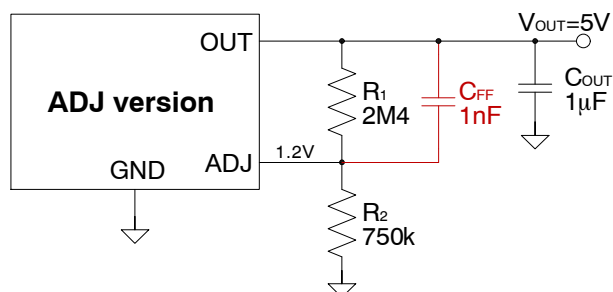 VOUT=5V
OUT
R1
2M4
CFF
1nF
COUT
1µF
ADJ version
1.2V
ADJ
GND
R2
750k